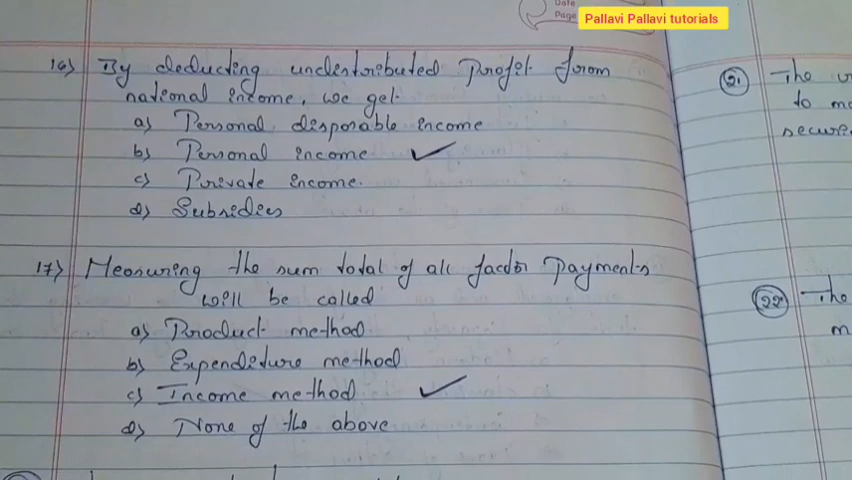 Date
Page
Pallavi Pallavi tutorials
16) By deducting undistributed Profit from
national income, we get
a) Personal disposable income
b) Personal income
c) Private income.
d) Subsidies
17) Measuring the sum total of all factor Payments
will be called
a) Product method
b) Expenditure method
c) Income method
d) None of the above
21 The
to
22 The